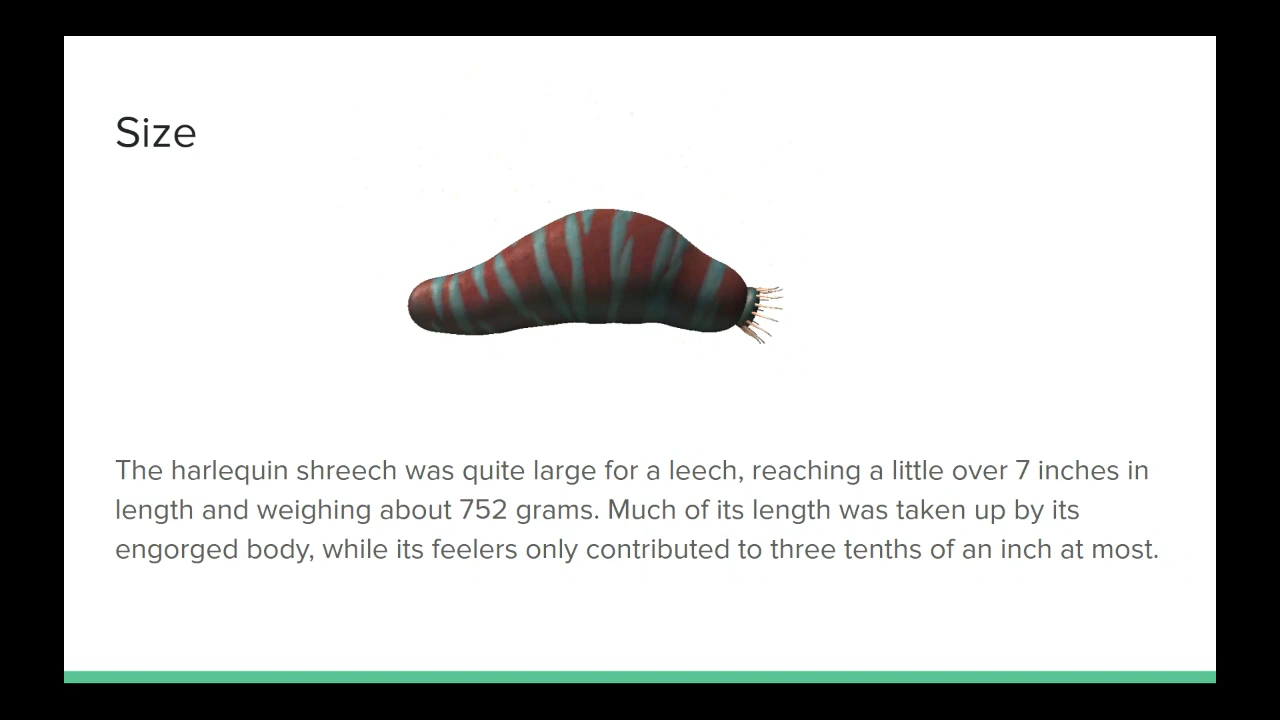 Size
The harlequin shreech was quite large for a leech, reaching a little over 7 inches in
length and weighing about 752 grams. Much of its length was taken up by its
engorged body, while its feelers only contributed to three tenths of an inch at most.